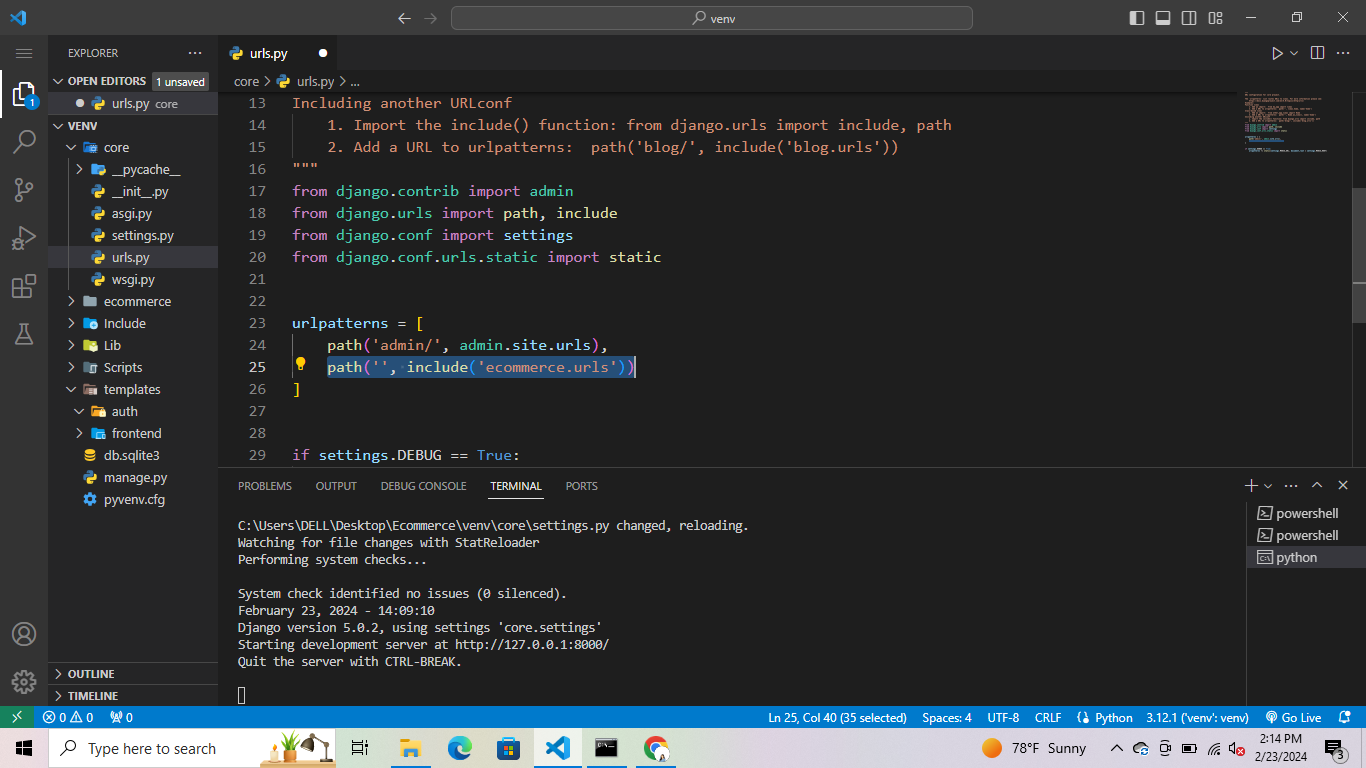 venv
EXPLORER
OPEN EDITORS 1 unsaved
urls.py core
VENV
core
__pycache__
__init__.py
asgi.py
settings.py
urls.py
wsgi.py
ecommerce
Include
Lib
Scripts
templates
auth
frontend
db.sqlite3
manage.py
pyvenv.cfg
OUTLINE
TIMELINE
1
urls.py
core > urls.py > ...
13 Including another URLconf
14 1. Import the include() function: from django.urls import include, path
15 2. Add a URL to urlpatterns:  path('blog/', include('blog.urls'))
16 """
17 from django.contrib import admin
18 from django.urls import path, include
19 from django.conf import settings
20 from django.conf.urls.static import static
21
22
23 urlpatterns = [
24 path('admin/', admin.site.urls),
25 path('', include('ecommerce.urls'))
26 ]
27
28
29 if settings.DEBUG == True:
PROBLEMS OUTPUT DEBUG CONSOLE TERMINAL PORTS
C:\Users\DELL\Desktop\Ecommerce\venv\core\settings.py changed, reloading.
Watching for file changes with StatReloader
Performing system checks...
System check identified no issues (0 silenced).
February 23, 2024 - 14:09:10
Django version 5.0.2, using settings 'core.settings'
Starting development server at http://127.0.0.1:8000/
Quit the server with CTRL-BREAK.
powershell
powershell
python
0 0 0 Ln 25, Col 40 (35 selected) Spaces: 4 UTF-8 CRLF Python 3.12.1 ('venv': venv) Go Live
Type here to search 78°F Sunny 2:14 PM
2/23/2024 3